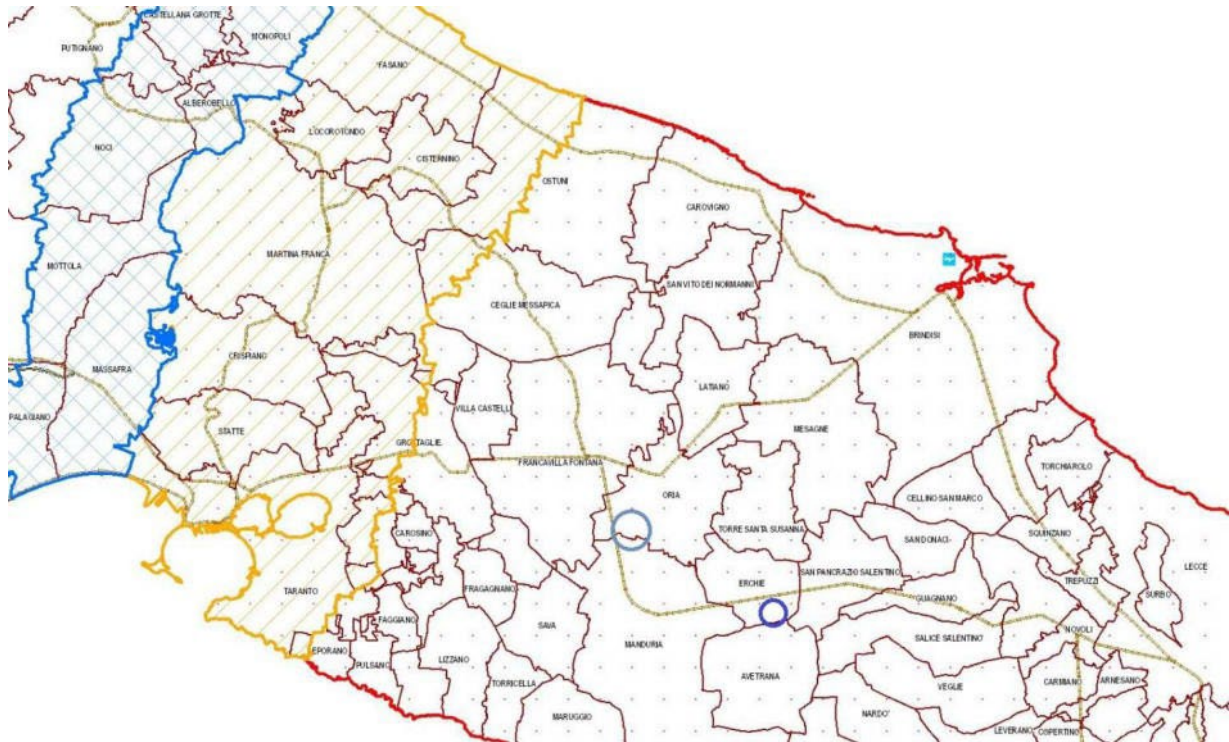 CASTELLANA GROTTE
MONOPOLI
PUTIGNANO
FASANO
ALBEROBELLO
LOCOROTONDO
NOCI
CISTERNINO
OSTUNI
CAROVIGNO
MARTINA FRANCA
MOTTOLA
SAN VITO DEI NORMANNI
CEGLIE MESSAPICA
BRINDISI
CRISPIANO
MASSAFRA
LATIANO
VILLA CASTELLI
PALAGIANO
STATTE
MESAGNE
GROTTAGLIE
FRANCAVILLA FONTANA
TORCHIAROLO
ORIA
CELLINO SAN MARCO
TORRE SANTA SUSANNA
CAROSINO
SAN DONACI
SQUINZANO
LECCE
SAN PANCRAZIO SALENTINO
ERCHIE
TREPUZZI
FRAGAGNANO
TARANTO
SURBO
GUAGNANO
FAGGIANO
SAVA
NOVOLI
SALICE SALENTINO
MANDURIA
EPORANO
LIZZANO
PULSANO
AVETRANA
CARMIANO
ARNESANO
TORRICELLA
VEGLIE
NARDO'
MARUGGIO
LEVERANO
COPERTINO